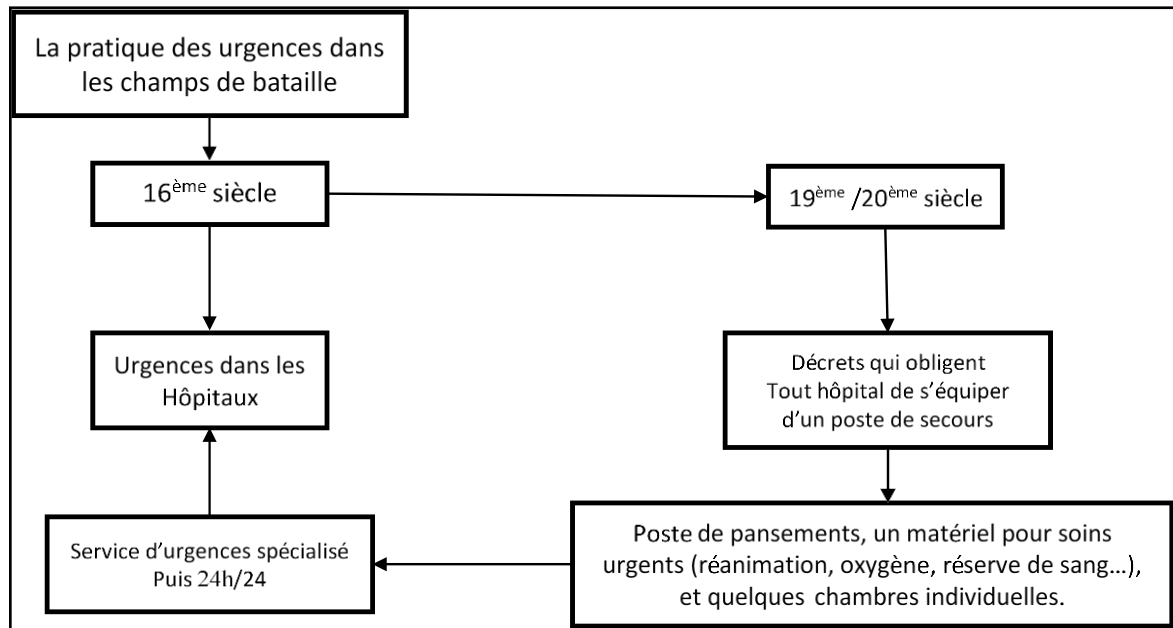 La pratique des urgences dans
les champs de bataille
16ème siècle
19ème /20ème siècle
Urgences dans les
Hôpitaux
Décrets qui obligent
Tout hôpital de s’équiper
d’un poste de secours
Service d’urgences spécialisé
Puis 24h/24
Poste de pansements, un matériel pour soins
urgents (réanimation, oxygène, réserve de sang…),
et quelques chambres individuelles.